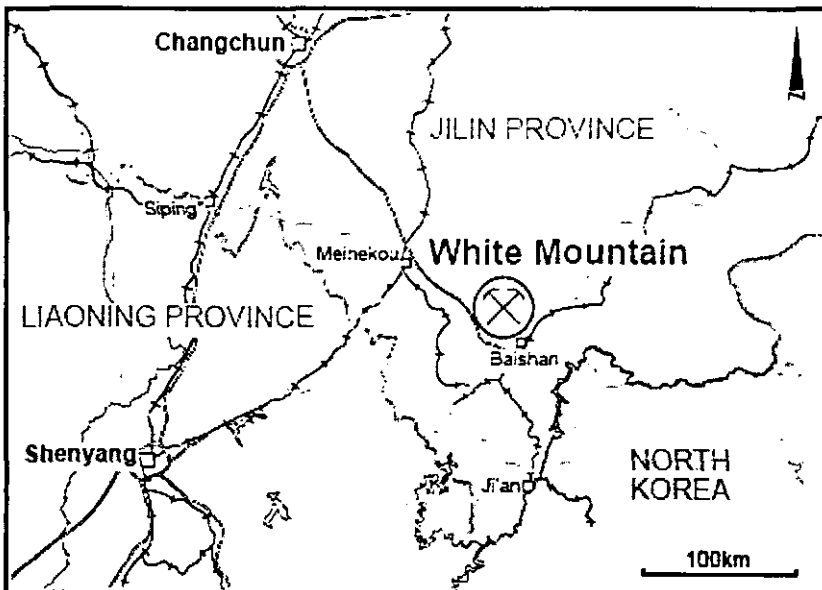 Changchun
JILIN PROVINCE
Siping
Meihekou
White Mountain
LIAONING PROVINCE
Baishan
Shenyang
Ji'an
NORTH
KOREA
100km
N